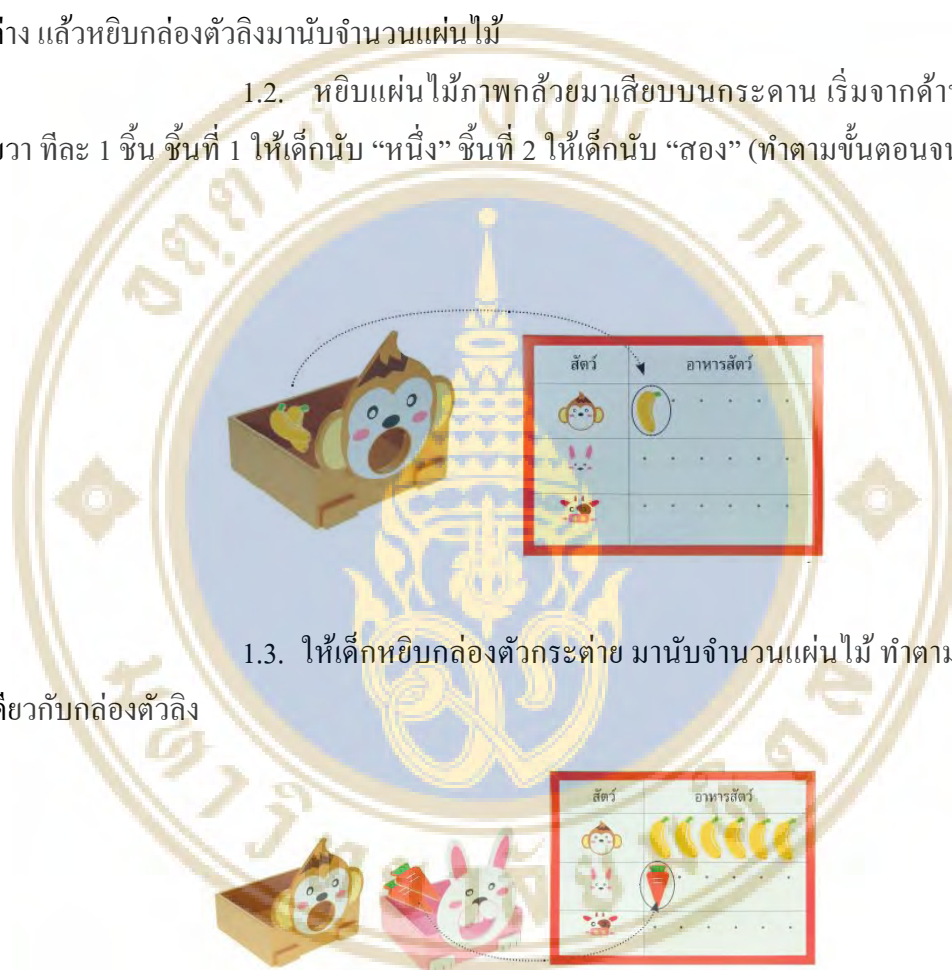 ง แล้วหยิบกล่องตัวลิงมานับจำนวนแผ่นไม้
1.2. หยิบแผ่นไม้ภาพกล้วยมาเสียบบนกระดาน เริ่มจากด้า
วา ทีละ 1 ชิ้น ชิ้นที่ 1 ให้เด็กนับ “หนึ่ง” ชิ้นที่ 2 ให้เด็กนับ “สอง” (ทำตามขั้นตอนจ
สัตว์ อาหารสัตว์
1.3. ให้เด็กหยิบกล่องตัวกระต่าย มานับจำนวนแผ่นไม้ ทำตาม
ดียวกับกล่องตัวลิง
สัตว์ อาหารสัตว์